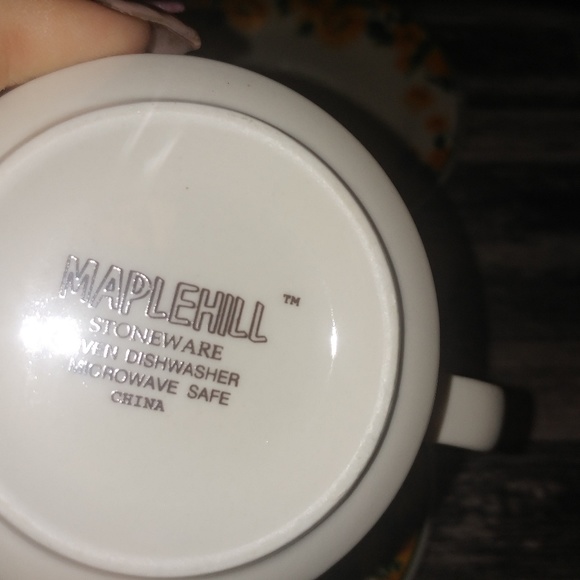 MAPLEHILL ™
STONEWARE
OVEN DISHWASHER
MICROWAVE SAFE
CHINA